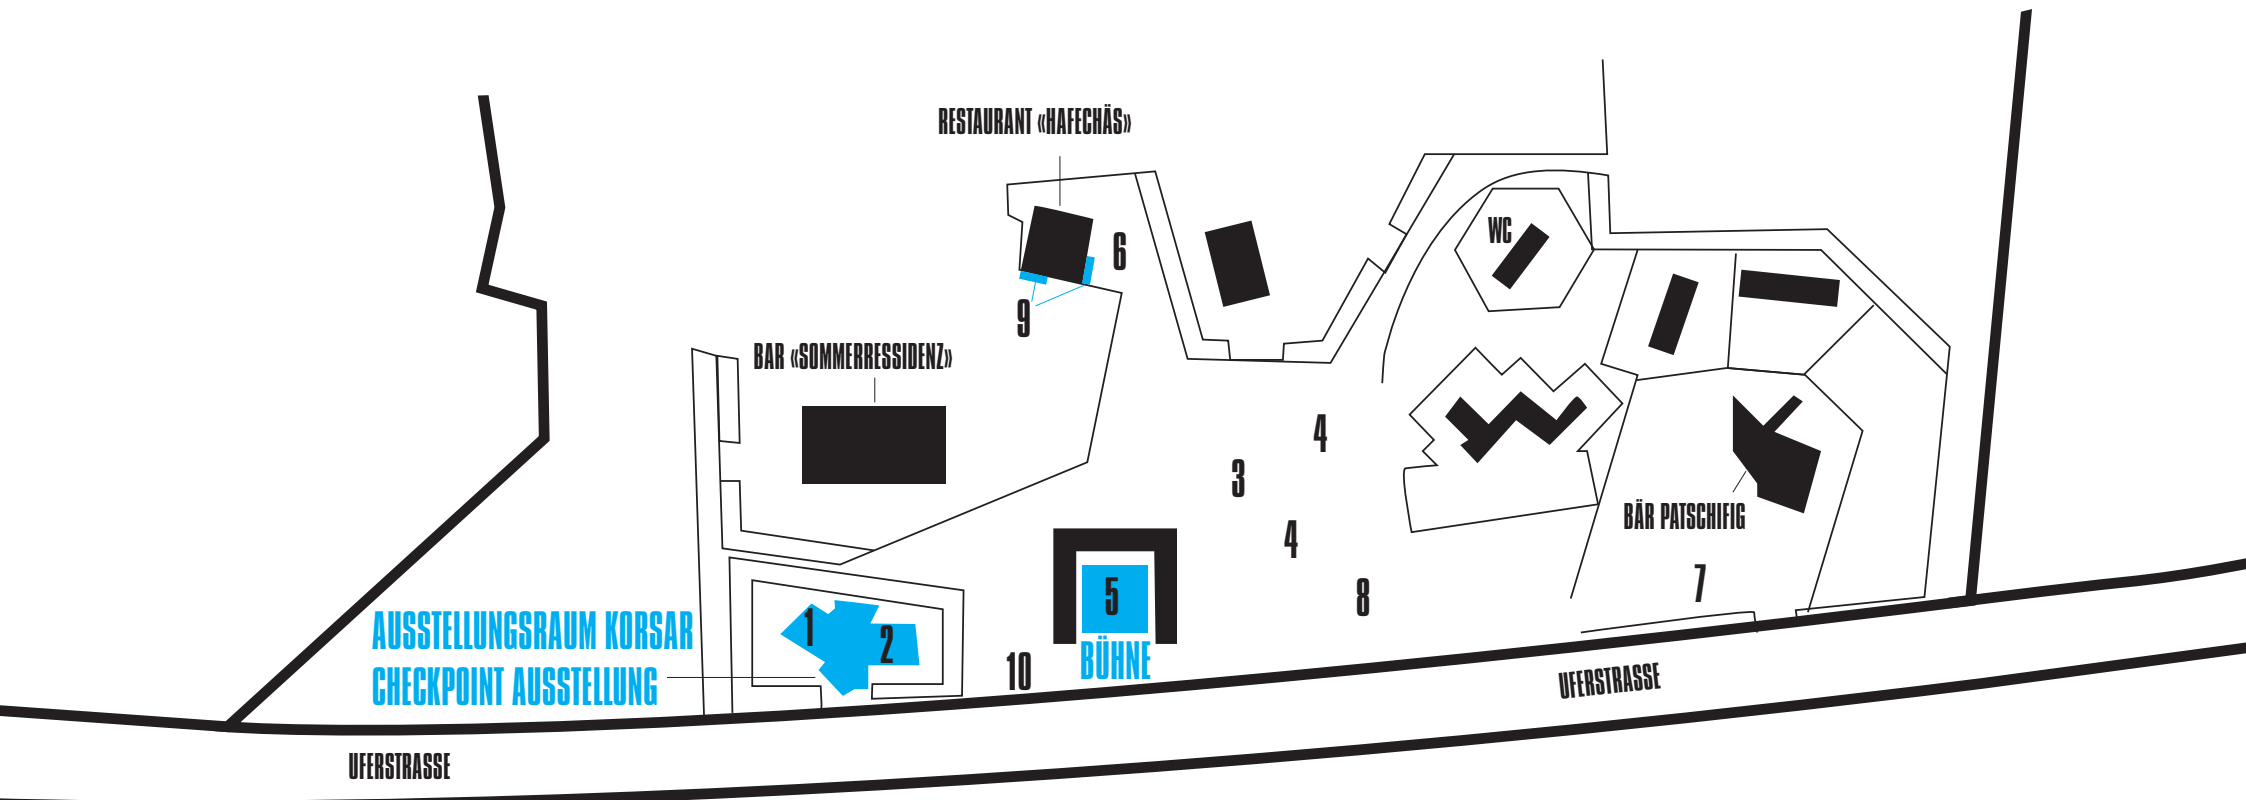 RESTAURANT «HAFECHÄS»
6
WC
9
BAR «SOMMERRESSIDENZ»
4
3
4
BÄR PATSCHIFIG
7
8
5
BÜHNE
1
2
10
AUSSTELLUNGSRAUM KORSAR
CHECKPOINT AUSSTELLUNG
UFERSTRASSE
UFERSTRASSE